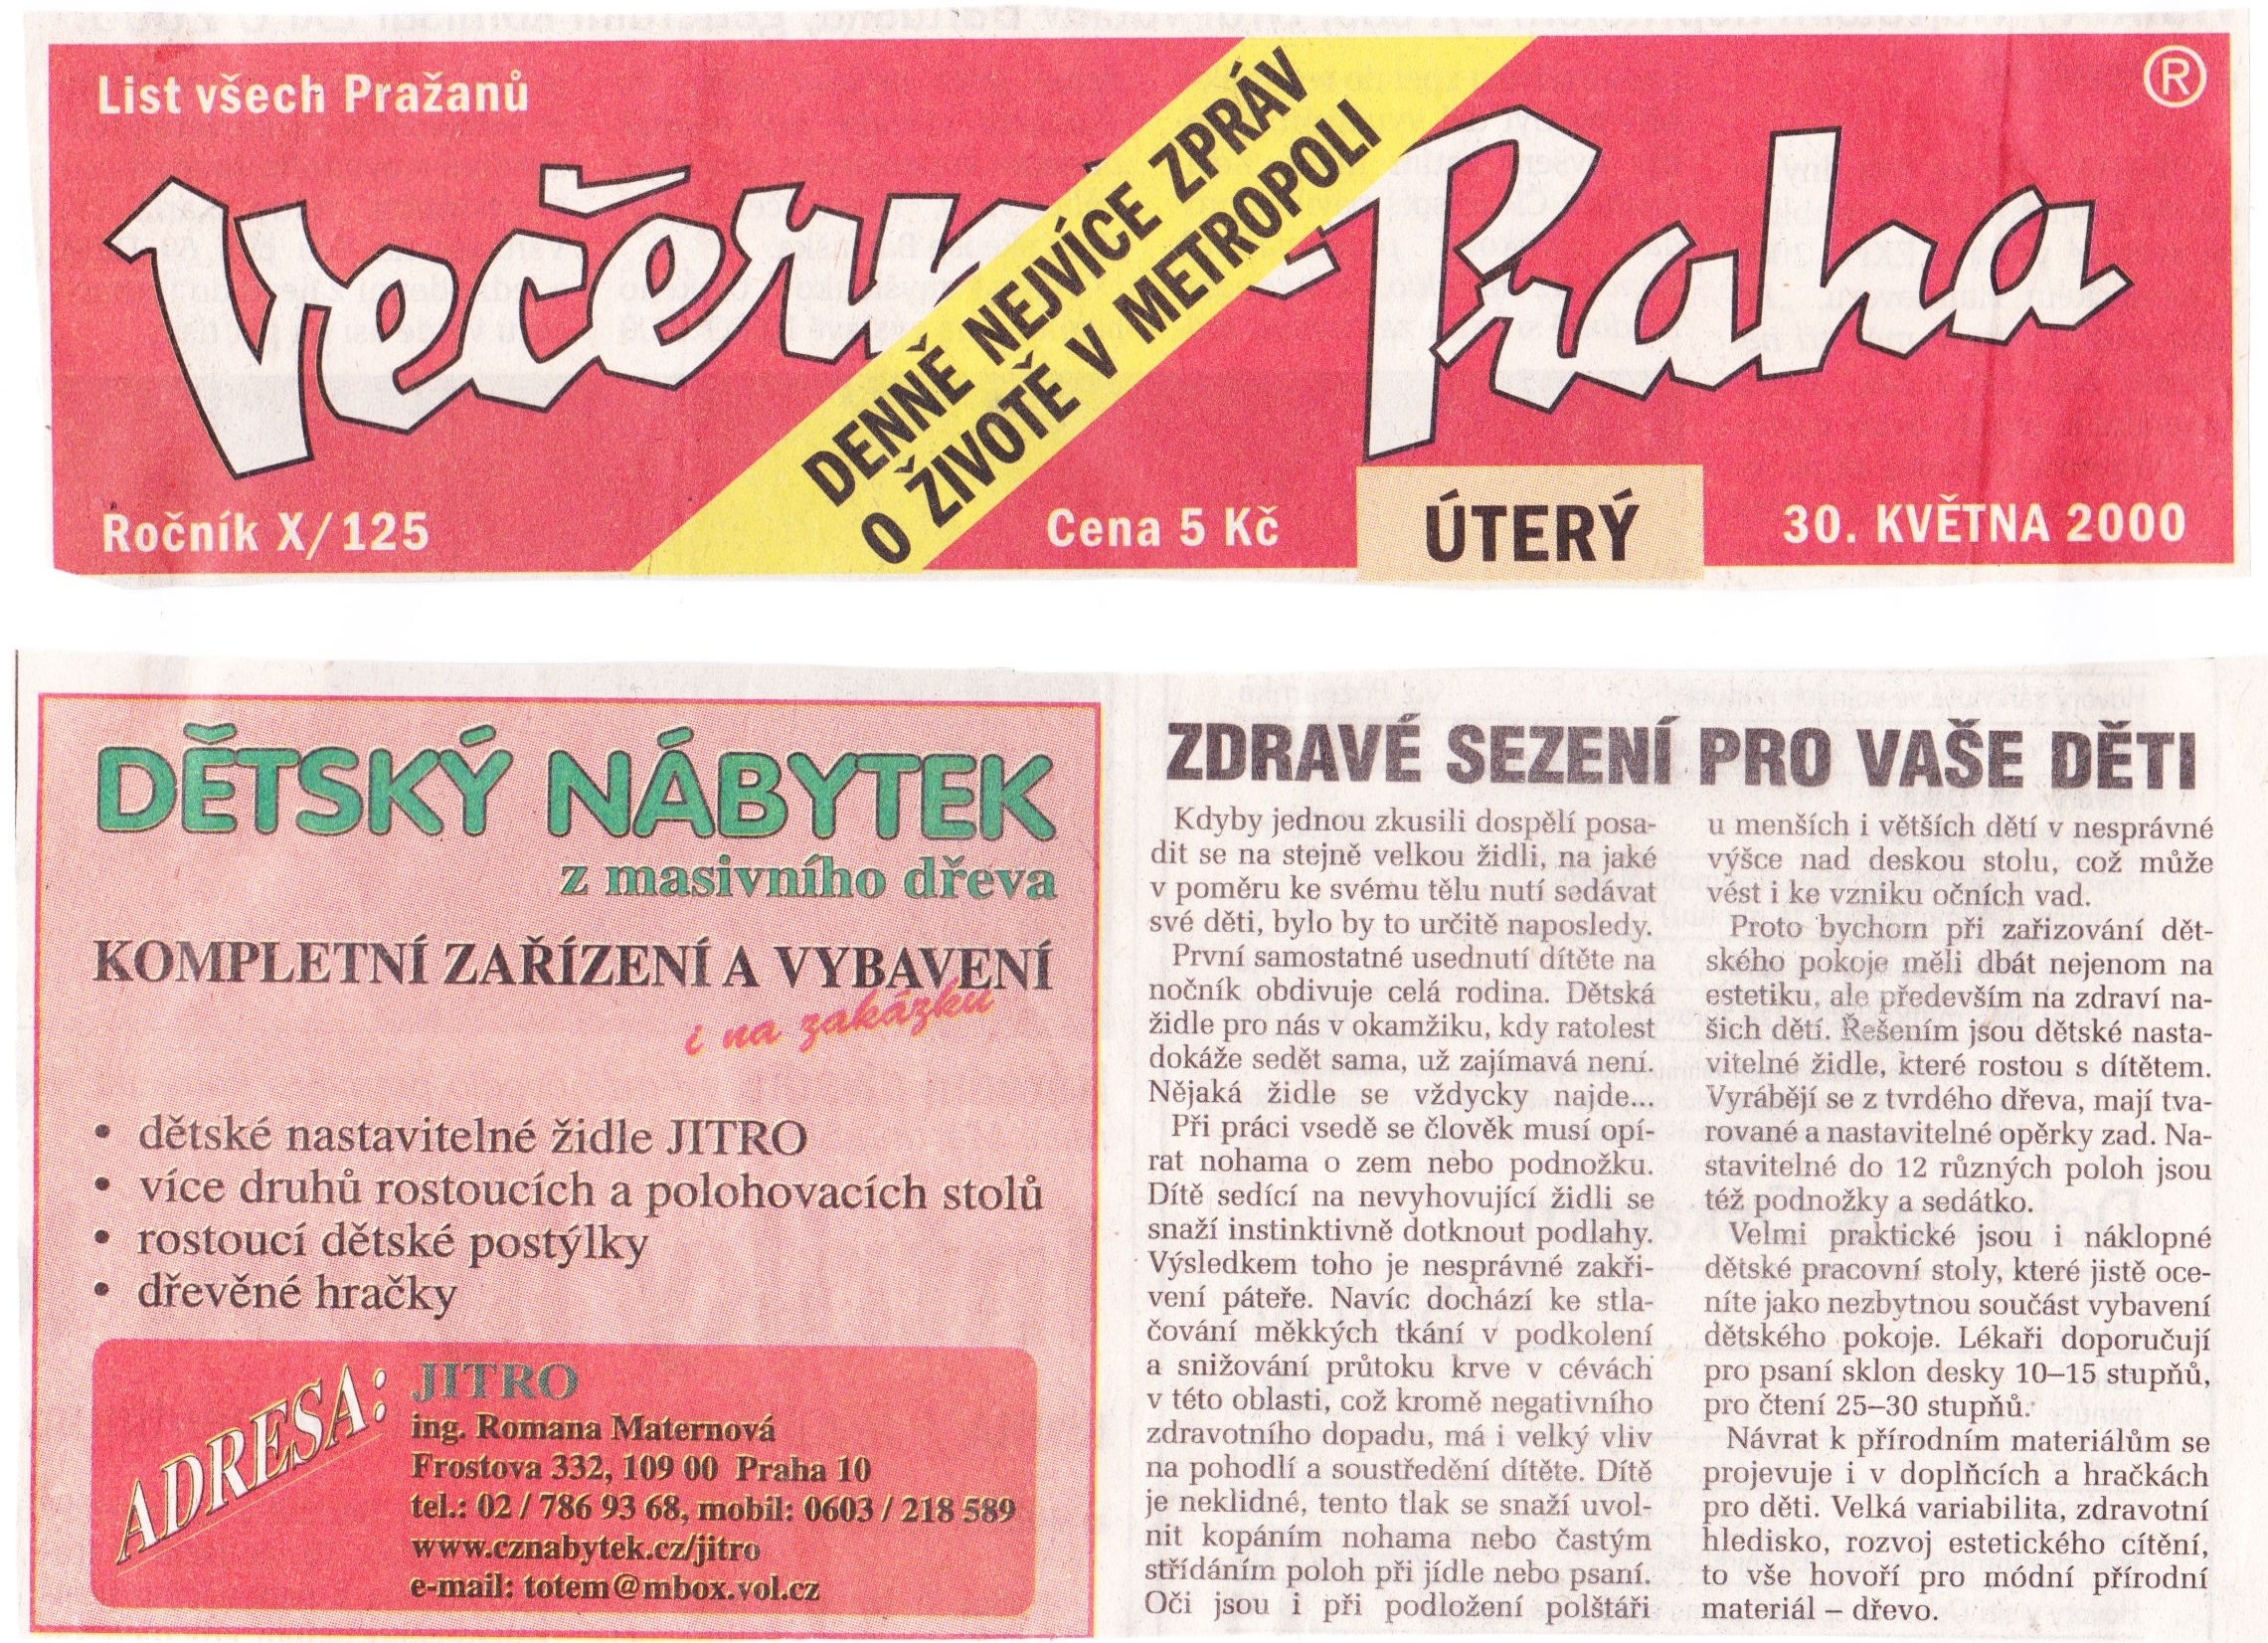 List všech Pražanů
®
Večerní Praha
DENNĚ NEJVÍCE ZPRÁV
O ŽIVOTĚ V METROPOLI
Ročník X/125
Cena 5 Kč
ÚTERÝ
30. KVĚTNA 2000
DĚTSKÝ NÁBYTEK
z masivního dřeva
KOMPLETNÍ ZAŘÍZENÍ A VYBAVENÍ
i na zakázku
• dětské nastavitelné židle JITRO
• více druhů rostoucích a polohovacích stolů
• rostoucí dětské postýlky
• dřevěné hračky
ADRESA:
JITRO
ing. Romana Maternová
Frostova 332, 109 00 Praha 10
tel.: 02 / 786 93 68, mobil: 0603 / 218 589
www.cznabytek.cz/jitro
e-mail: totem@mbox.vol.cz
ZDRAVÉ SEZENÍ PRO VAŠE DĚTI
Kdyby jednou zkusili dospělí posa-
dit se na stejně velkou židli, na jaké
v poměru ke svému tělu nutí sedávat
své děti, bylo by to určitě naposledy.
První samostatné usednutí dítěte na
nočník obdivuje celá rodina. Dětská
židle pro nás v okamžiku, kdy ratolest
dokáže sedět sama, už zajímavá není.
Nějaká židle se vždycky najde...
Při práci vsedě se člověk musí opí-
rat nohama o zem nebo podnožku.
Dítě sedící na nevyhovující židli se
snaží instinktivně dotknout podlahy.
Výsledkem toho je nesprávné zakři-
vení páteře. Navíc dochází ke stla-
čování měkkých tkání v podkolení
a snižování průtoku krve v cévách
v této oblasti, což kromě negativního
zdravotního dopadu, má i velký vliv
na pohodlí a soustředění dítěte. Dítě
je neklidné, tento tlak se snaží uvol-
nit kopáním nohama nebo častým
střídáním poloh při jídle nebo psaní.
Oči jsou i při podložení polštáři
u menších i větších dětí v nesprávné
výšce nad deskou stolu, což může
vést i ke vzniku očních vad.
Proto bychom při zařizování dět-
ského pokoje měli dbát nejenom na
estetiku, ale především na zdraví na-
šich dětí. Řešením jsou dětské nasta-
vitelné židle, které rostou s dítětem.
Vyrábějí se z tvrdého dřeva, mají tva-
rované a nastavitelné opěrky zad. Na-
stavitelné do 12 různých poloh jsou
též podnožky a sedátko.
Velmi praktické jsou i náklopné
dětské pracovní stoly, které jistě oce-
níte jako nezbytnou součást vybavení
dětského pokoje. Lékaři doporučují
pro psaní sklon desky 10–15 stupňů,
pro čtení 25–30 stupňů.
Návrat k přírodním materiálům se
projevuje i v doplňcích a hračkách
pro děti. Velká variabilita, zdravotní
hledisko, rozvoj estetického cítění,
to vše hovoří pro módní přírodní
materiál – dřevo.